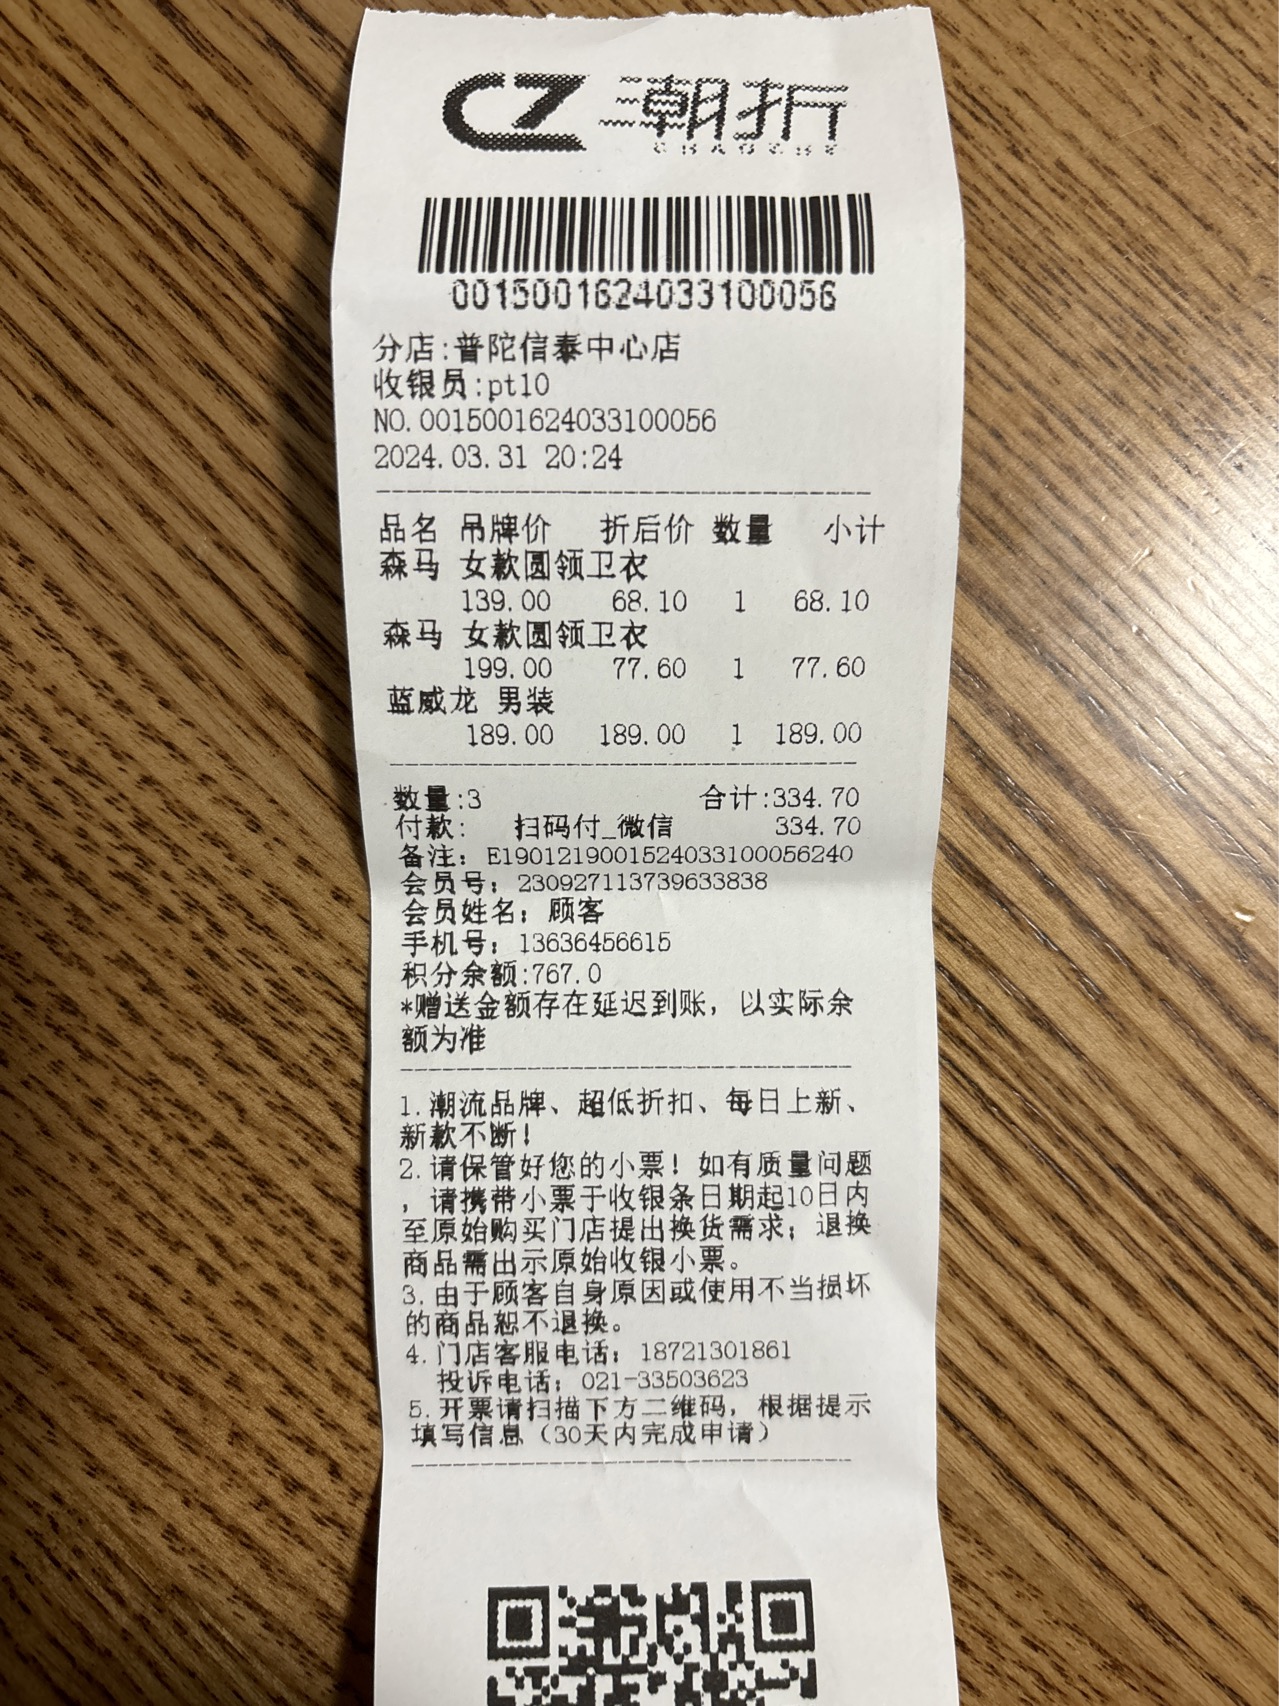 CZ 潮折
CHAOZHE
0015001624033100056
分店:普陀信泰中心店
收银员:pt10
NO.0015001624033100056
2024.03.31 20:24
品名 吊牌价 折后价 数量 小计
森马 女款圆领卫衣
139.00 68.10 1 68.10
森马 女款圆领卫衣
199.00 77.60 1 77.60
蓝威龙 男装
189.00 189.00 1 189.00
数量:3 合计:334.70
付款: 扫码付_微信 334.70
备注: E1901219001524033100056240
会员号: 230927113739633838
会员姓名: 顾客
手机号: 13636456615
积分余额:767.0
*赠送金额存在延迟到账, 以实际余
额为准
1.潮流品牌、超低折扣、每日上新、
新款不断!
2.请保管好您的小票!如有质量问题
,请携带小票于收银条日期起10日内
至原始购买门店提出换货需求;退换
商品需出示原始收银小票。
3.由于顾客自身原因或使用不当损坏
的商品恕不退换。
4.门店客服电话: 18721301861
投诉电话: 021-33503623
5.开票请扫描下方二维码, 根据提示
填写信息(30天内完成申请)